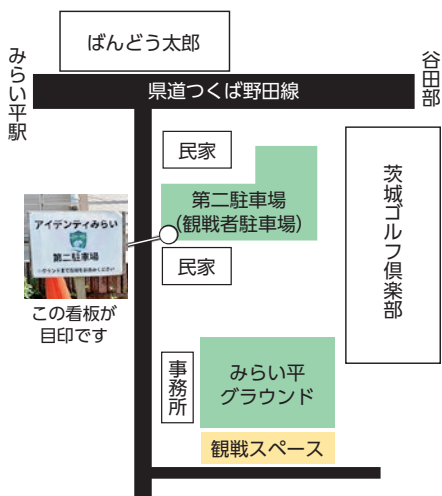 ばんどう太郎
みらい平駅
県道つくば野田線
谷田部
民家
第二駐車場
(観戦者駐車場)
茨城ゴルフ倶楽部
アイデンティみらい
第二駐車場
民家
この看板が
目印です
事務所
みらい平
グラウンド
観戦スペース